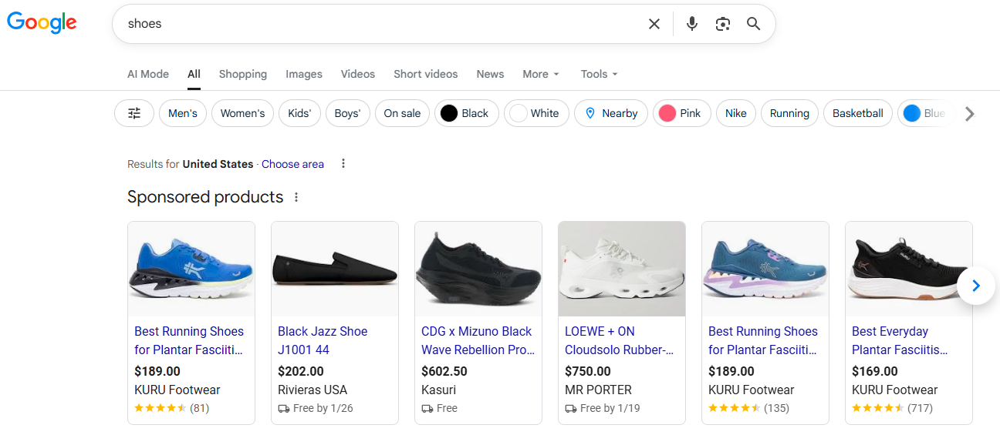 Google
shoes
AI Mode
All
Shopping
Images
Videos
Short videos
News
More
Tools
Men's
Women's
Kids'
Boys'
On sale
Black
White
Nearby
Pink
Nike
Running
Basketball
Blue
Results for United States · Choose area
Sponsored products
Best Running Shoes
for Plantar Fasciiti...
$189.00
KURU Footwear
(81)
Black Jazz Shoe
J1001 44
$202.00
Rivieras USA
Free by 1/26
CDG x Mizuno Black
Wave Rebellion Pro...
$602.50
Kasuri
Free
LOEWE + ON
Cloudsolo Rubber-...
$750.00
MR PORTER
Free by 1/19
Best Running Shoes
for Plantar Fasciiti...
$189.00
KURU Footwear
(135)
Best Everyday
Plantar Fasciitis...
$169.00
KURU Footwear
(717)